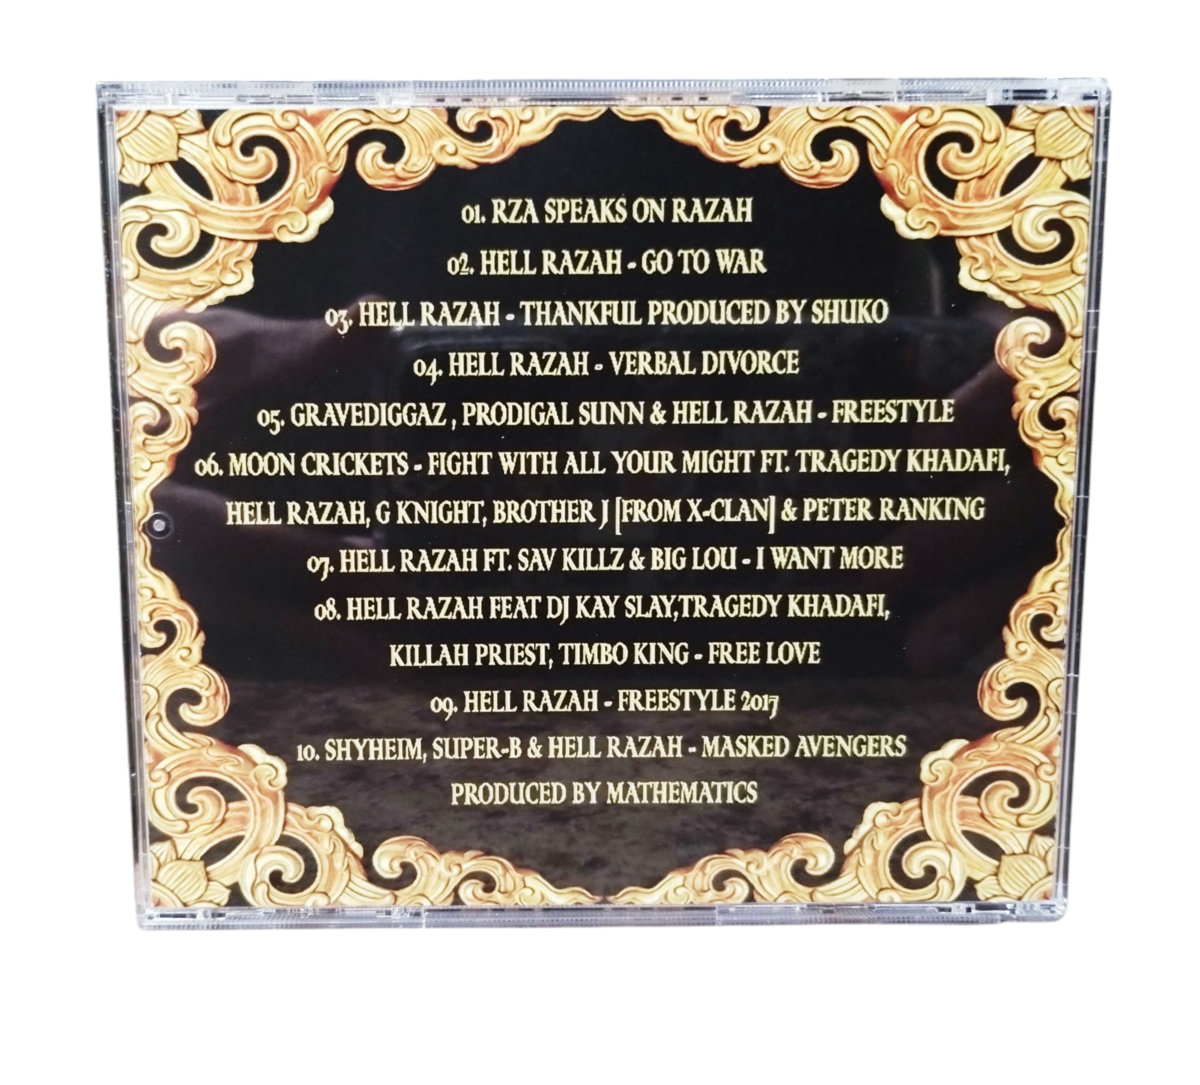 01. RZA SPEAKS ON RAZAH
02. HELL RAZAH - GO TO WAR
03. HELL RAZAH - THANKFUL PRODUCED BY SHUKO
04. HELL RAZAH - VERBAL DIVORCE
05. GRAVEDIGGAZ , PRODIGAL SUNN & HELL RAZAH - FREESTYLE
06. MOON CRICKETS - FIGHT WITH ALL YOUR MIGHT FT. TRAGEDY KHADAFI,
HELL RAZAH, G KNIGHT, BROTHER J [FROM X-CLAN] & PETER RANKING
07. HELL RAZAH FT. SAV KILLZ & BIG LOU - I WANT MORE
08. HELL RAZAH FEAT DJ KAY SLAY,TRAGEDY KHADAFI,
KILLAH PRIEST, TIMBO KING - FREE LOVE
09. HELL RAZAH - FREESTYLE 2017
10. SHYHEIM, SUPER-B & HELL RAZAH - MASKED AVENGERS
PRODUCED BY MATHEMATICS